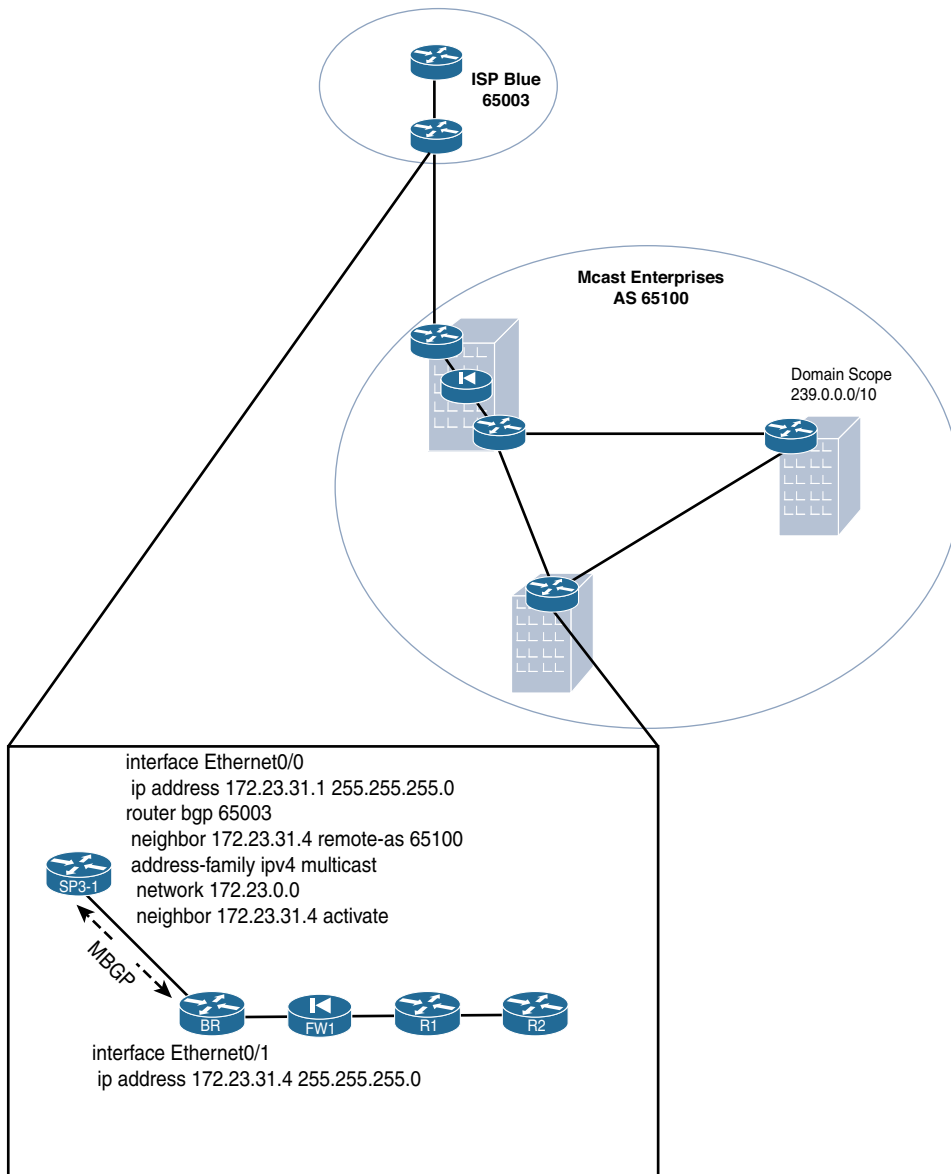 ISP Blue
65003
Mcast Enterprises
AS 65100
Domain Scope
239.0.0.0/10
interface Ethernet0/0
ip address 172.23.31.1 255.255.255.0
router bgp 65003
neighbor 172.23.31.4 remote-as 65100
address-family ipv4 multicast
network 172.23.0.0
neighbor 172.23.31.4 activate
SP3-1
MBGP
BR
FW1
R1
R2
interface Ethernet0/1
ip address 172.23.31.4 255.255.255.0